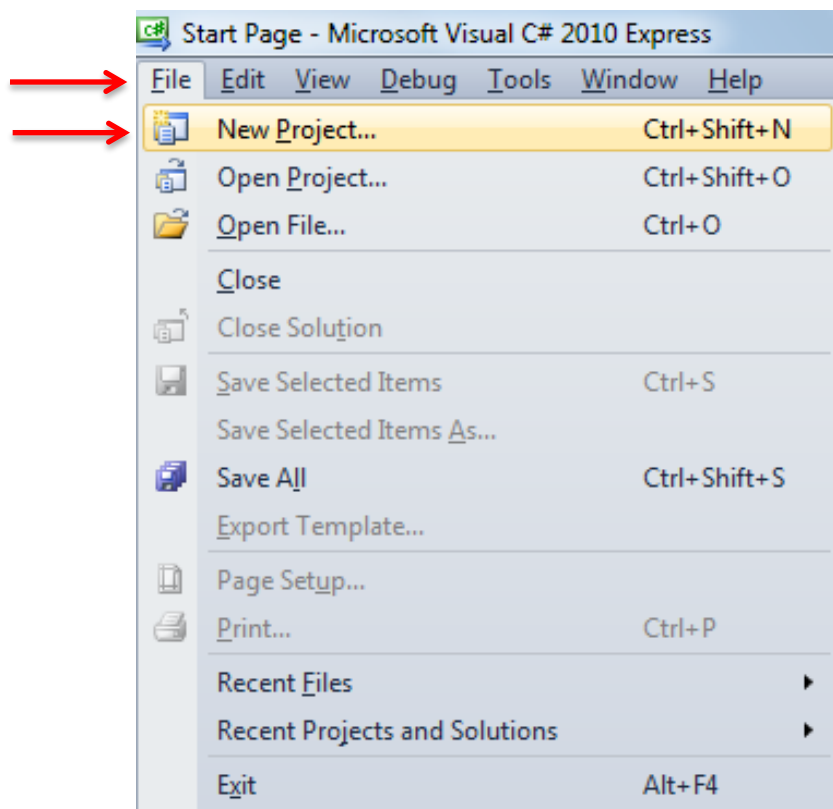 Start Page - Microsoft Visual C# 2010 Express
File Edit View Debug Tools Window Help
New Project... Ctrl+Shift+N
Open Project... Ctrl+Shift+O
Open File... Ctrl+O
Close
Close Solution
Save Selected Items Ctrl+S
Save Selected Items As...
Save All Ctrl+Shift+S
Export Template...
Page Setup...
Print... Ctrl+P
Recent Files
Recent Projects and Solutions
Exit Alt+F4